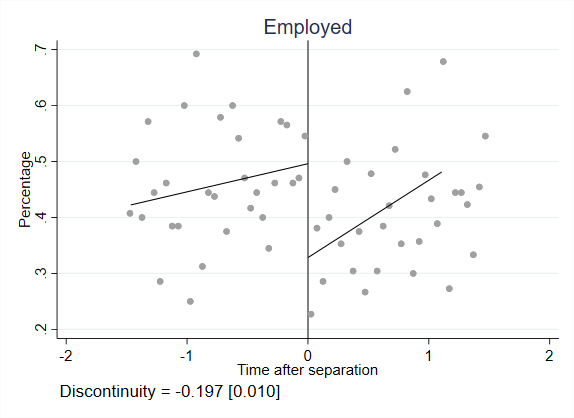 Employed
Percentage
.7
.6
.5
.4
.3
.2
-2 -1 0 1 2
Time after separation
Discontinuity = -0.197 [0.010]